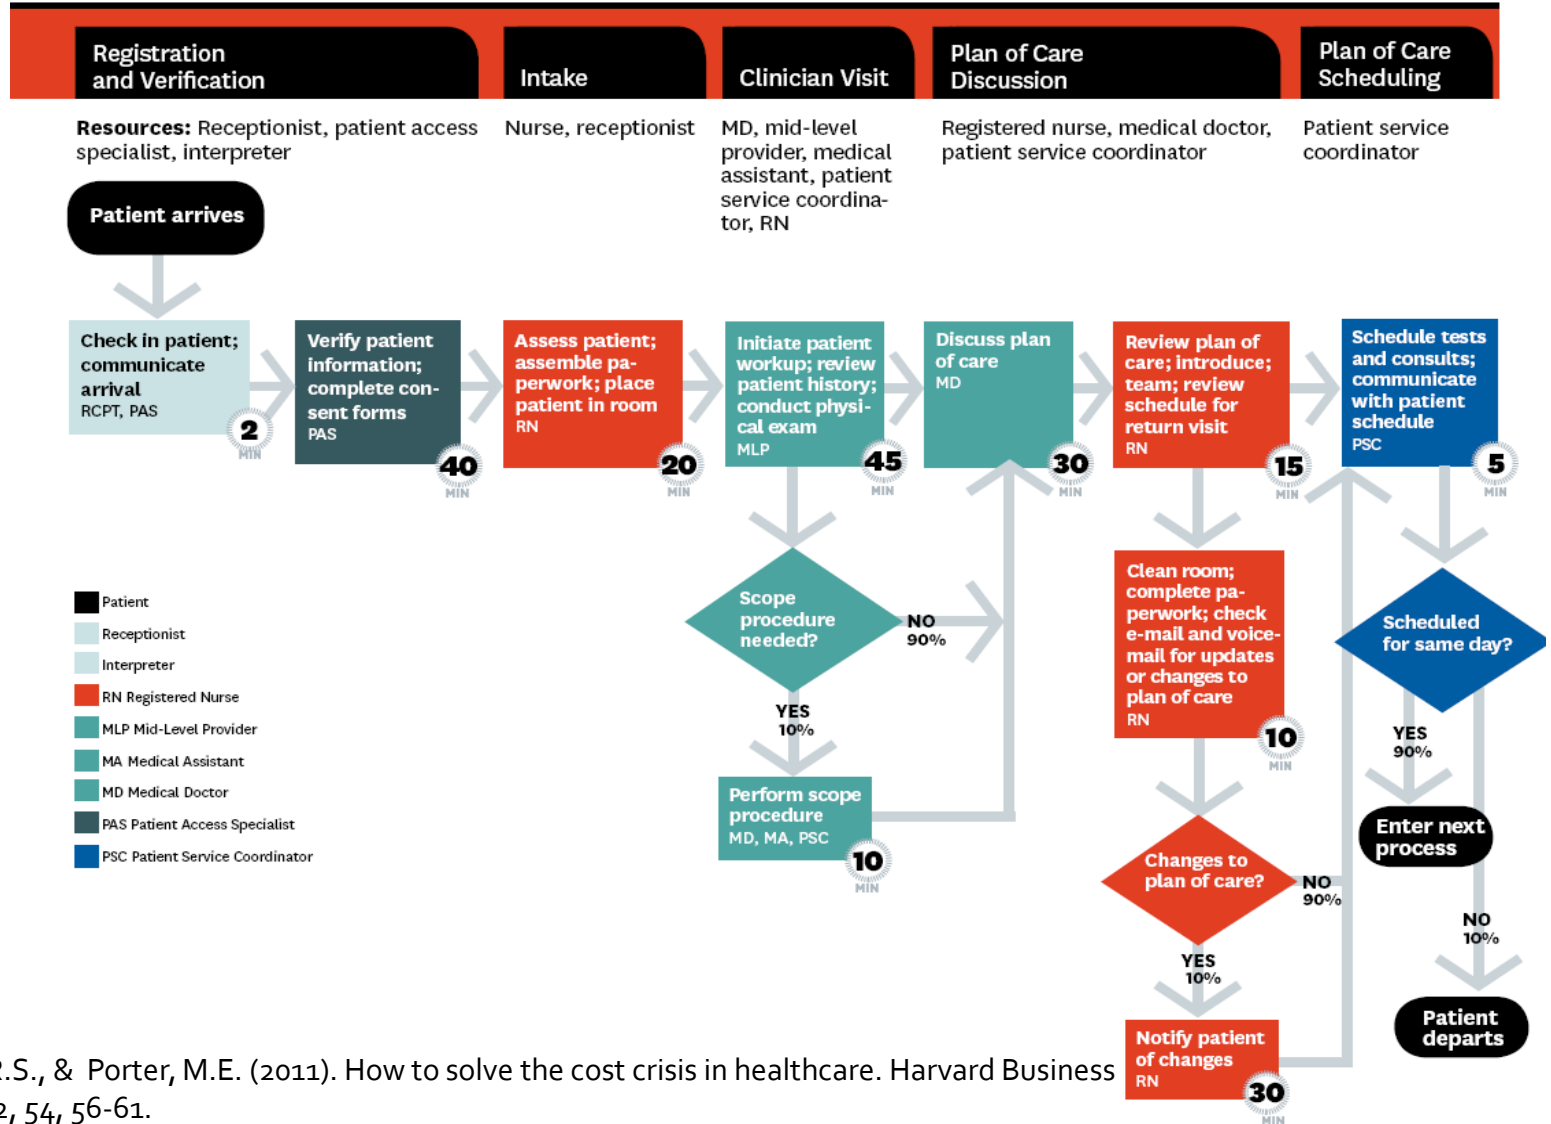 Registration
and Verification
Intake
Clinician Visit
Plan of Care
Discussion
Plan of Care
Scheduling
Resources: Receptionist, patient access
specialist, interpreter
Nurse, receptionist
MD, mid-level
provider, medical
assistant, patient
service coordina-
tor, RN
Registered nurse, medical doctor,
patient service coordinator
Patient service
coordinator
Patient arrives
Check in patient;
communicate
arrival
RCPT, PAS
2
MIN
Verify patient
information;
complete con-
sent forms
PAS
40
MIN
Assess patient;
assemble pa-
perwork; place
patient in room
RN
20
MIN
Initiate patient
workup; review
patient history;
conduct physi-
cal exam
MLP
45
MIN
Discuss plan
of care
MD
30
MIN
Review plan of
care; introduce;
team; review
schedule for
return visit
RN
15
MIN
Schedule tests
and consults;
communicate
with patient
schedule
PSC
5
MIN
Scope
procedure
needed?
NO
90%
YES
10%
Perform scope
procedure
MD, MA, PSC
10
MIN
Clean room;
complete pa-
perwork; check
e-mail and voice-
mail for updates
or changes to
plan of care
RN
10
MIN
Changes to
plan of care?
NO
90%
YES
10%
Notify patient
of changes
RN
30
MIN
Scheduled
for same day?
YES
90%
Enter next
process
NO
10%
Patient
departs
Patient
Receptionist
Interpreter
RN Registered Nurse
MLP Mid-Level Provider
MA Medical Assistant
MD Medical Doctor
PAS Patient Access Specialist
PSC Patient Service Coordinator
.S., & Porter, M.E. (2011). How to solve the cost crisis in healthcare. Harvard Business
, 54, 56-61.